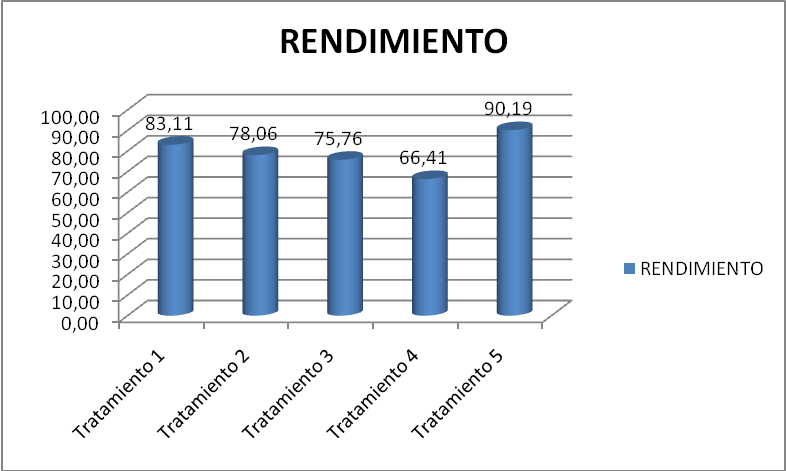 RENDIMIENTO
100,00
90,00
80,00
70,00
60,00
50,00
40,00
30,00
20,00
10,00
0,00
83,11
78,06
75,76
66,41
90,19
Tratamiento 1
Tratamiento 2
Tratamiento 3
Tratamiento 4
Tratamiento 5
RENDIMIENTO